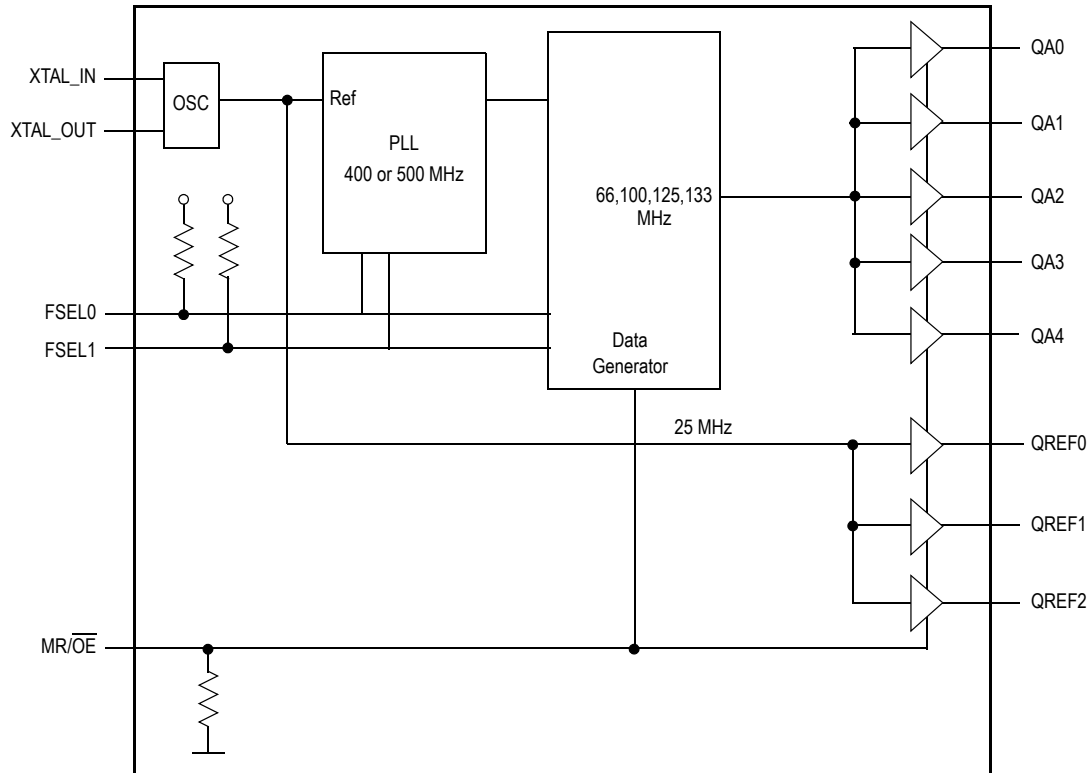 XTAL_IN
XTAL_OUT
OSC
Ref
PLL
400 or 500 MHz
66,100,125,133
MHz
Data
Generator
FSEL0
FSEL1
25 MHz
MR/O̅E̅
QA0
QA1
QA2
QA3
QA4
QREF0
QREF1
QREF2